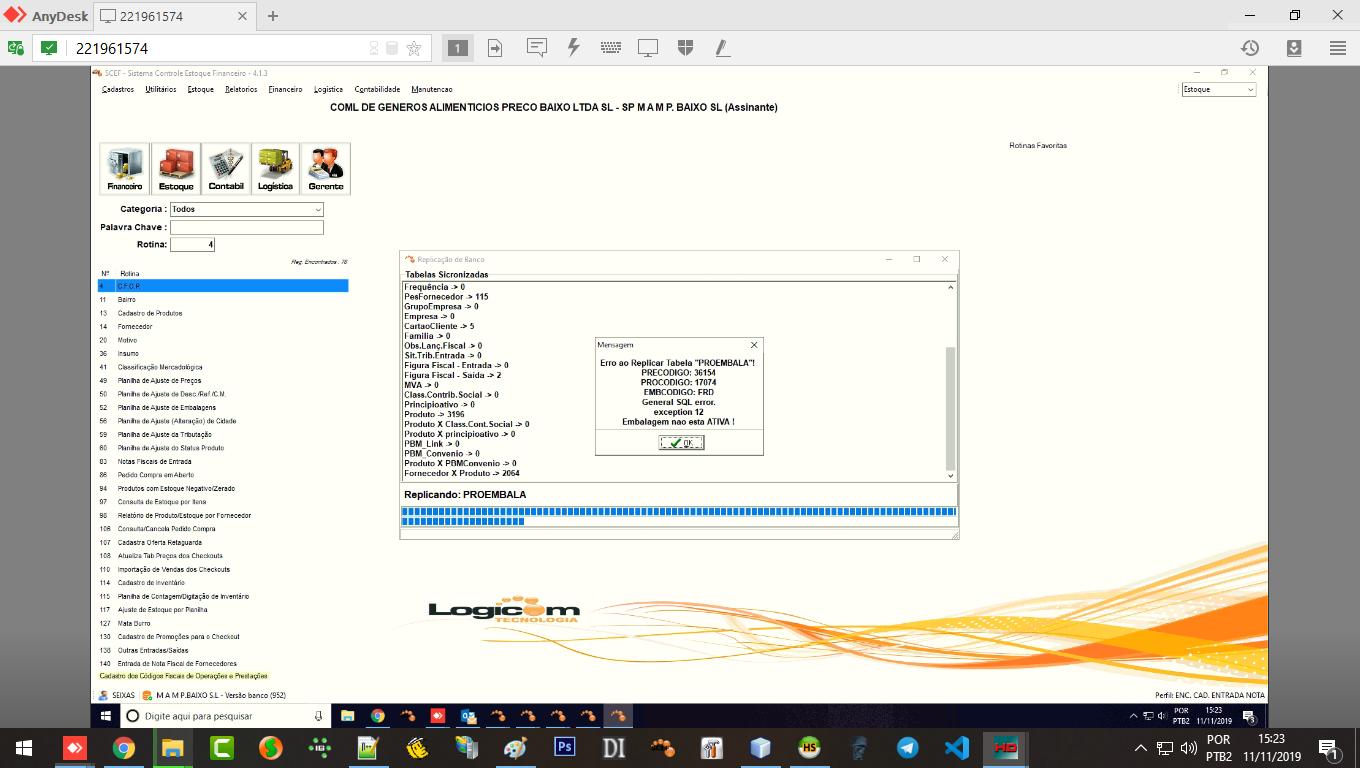 AnyDesk
221961574
221961574
1
SCEF - Sistema Controle Estoque Financeiro - 4.1.3
Cadastros Utilitários Estoque Relatorios Financeiro Logistica Contabilidade Manutencao
Estoque
COML DE GENEROS ALIMENTICIOS PRECO BAIXO LTDA SL - SP M A M P. BAIXO SL (Assinante)
Rotinas Favoritas
Financeiro Estoque Contabil Logística Gerente
Categoria : Todos
Palavra Chave :
Rotina: 4
Reg. Encontrados : 76
Nº Rotina
4 C.F.O.P.
11 Bairro
13 Cadastro de Produtos
14 Fornecedor
20 Motivo
36 Insumo
41 Classificação Mercadológica
49 Planilha de Ajuste de Preços
50 Planilha de Ajuste de Desc./Ref./C.M.
52 Planilha de Ajuste de Embalagens
56 Planilha de Ajuste (Alteração) de Cidade
59 Planilha de Ajuste da Tributação
60 Planilha de Ajuste do Status Produto
83 Notas Fiscais de Entrada
86 Pedido Compra em Aberto
94 Produtos com Estoque Negativo/Zerado
97 Consulta de Estoque por Itens
98 Relatório de Produto/Estoque por Fornecedor
106 Consulta/Cancela Pedido Compra
107 Cadastra Oferta Retaguarda
108 Atualiza Tab.Preços dos Checkouts
110 Importação de Vendas dos Checkouts
114 Cadastro de Inventário
115 Planilha de Contagem/Digitação de Inventário
117 Ajuste de Estoque por Planilha
127 Mata Burro
130 Cadastro de Promoções para o Checkout
138 Outras Entradas/Saídas
140 Entrada de Nota Fiscal de Fornecedores
Cadastro dos Códigos Fiscais de Operações e Prestações
Replicação de Banco
Tabelas Sicronizadas
Frequência -> 0
PesFornecedor -> 115
GrupoEmpresa -> 0
Empresa -> 0
CartaoCliente -> 5
Familia -> 0
Obs.Lanç.Fiscal -> 0
Sit.Trib.Entrada -> 0
Figura Fiscal - Entrada -> 0
Figura Fiscal - Saída -> 2
MVA -> 0
Class.Contrib.Social -> 0
Principioativo -> 0
Produto -> 3196
Produto X Class.Cont.Social -> 0
Produto X principioativo -> 0
PBM_Link -> 0
PBM_Convenio -> 0
Produto X PBMConvenio -> 0
Fornecedor X Produto -> 2064
Replicando: PROEMBALA
Mensagem
Erro ao Replicar Tabela "PROEMBALA"!
PRECODIGO: 36154
PROCODIGO: 17074
EMBCODIGO: FRD
General SQL error.
exception 12
Embalagem nao esta ATIVA !
OK
Logicom
TECNOLOGIA
SEIXAS M A M P.BAIXO S.L - Versão banco (952)
Perfil: ENC. CAD. ENTRADA NOTA
Digite aqui para pesquisar
POR
PTB2
15:23
11/11/2019
3
Ps
DI
HS
HD
POR
PTB2
15:23
11/11/2019
1